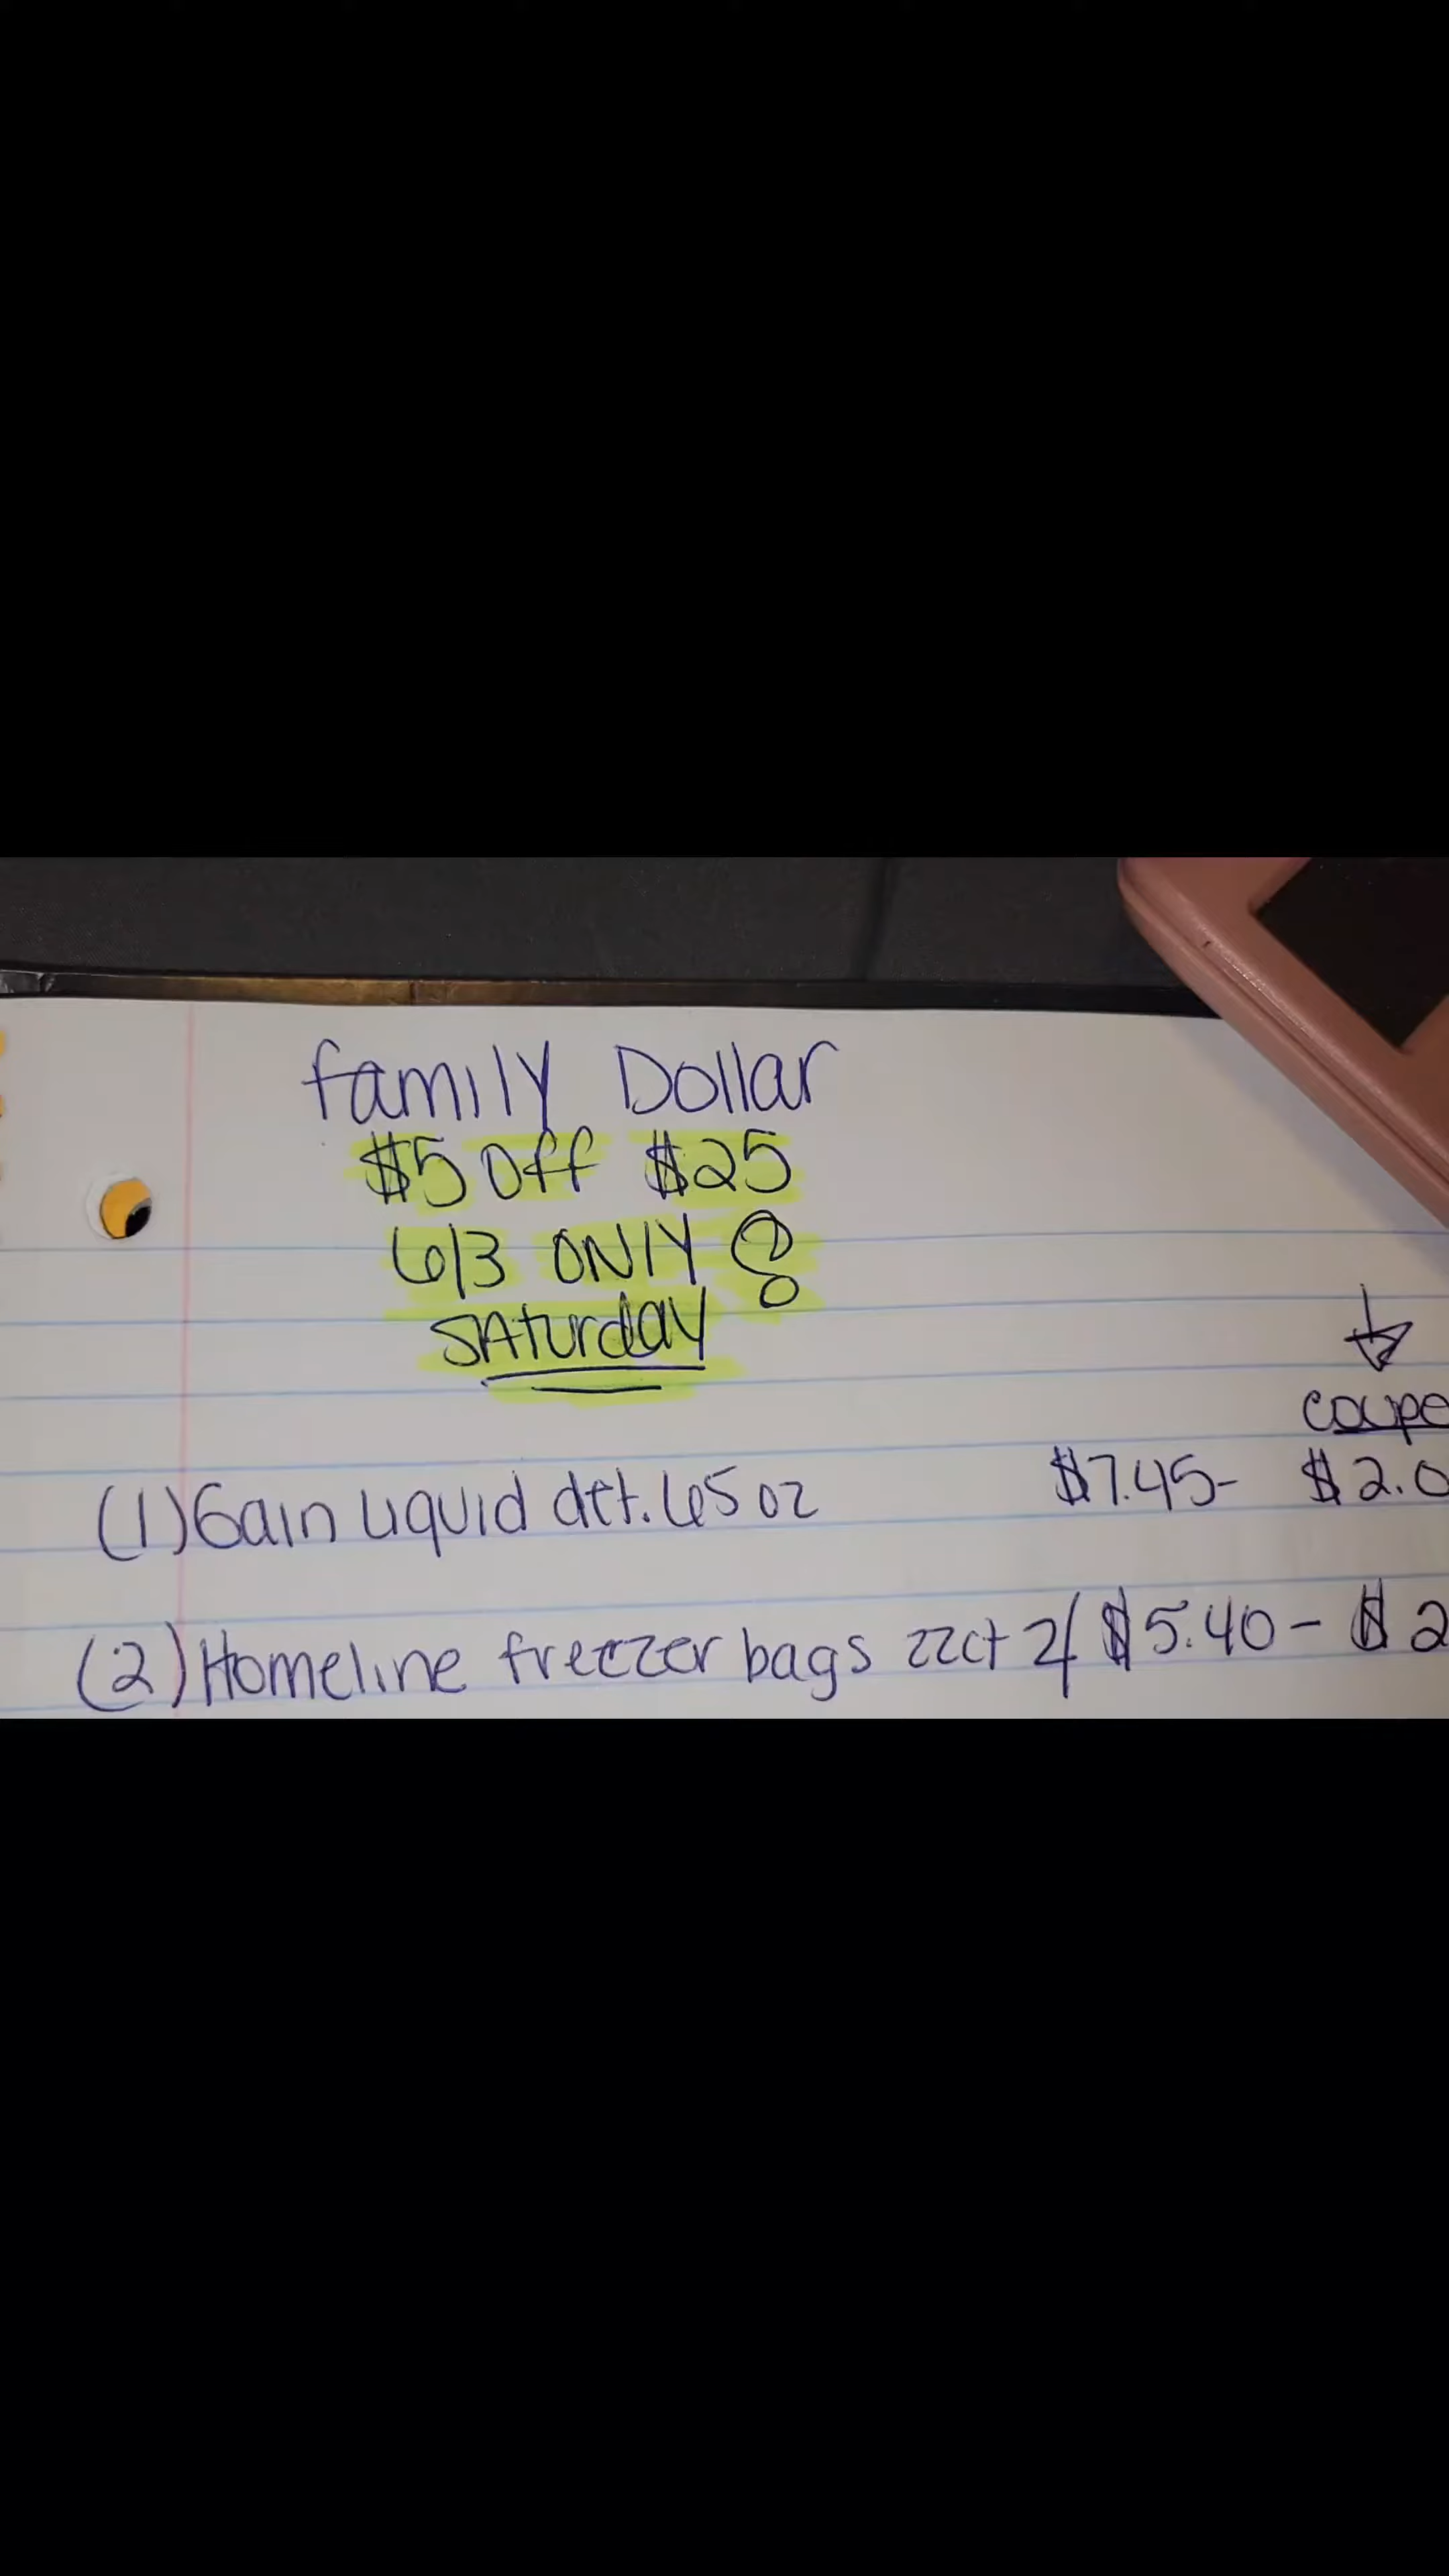 family Dollar
$5 off $25
6/3 ONLY
SAturday
coupo
(1) Gain Liquid det. 65 oz $7.45- $2.0
(2) Homeline freezer bags 22ct 2/ $5.40 - $2